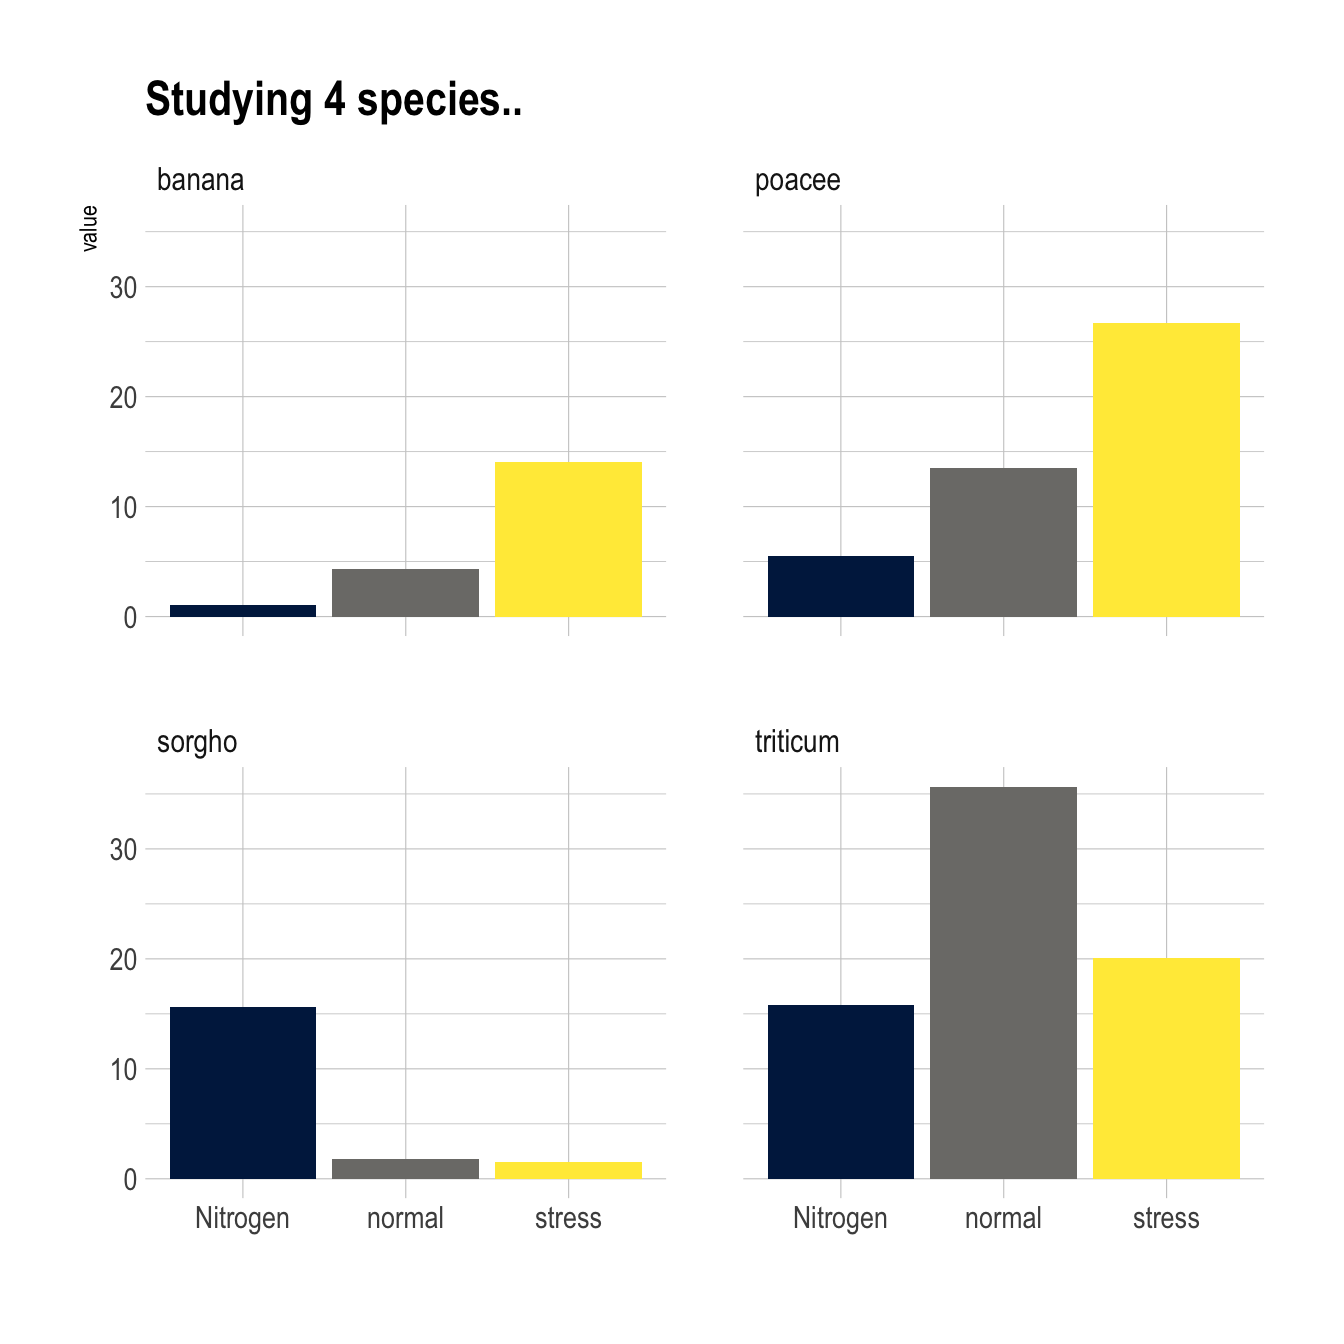 Studying 4 species..
banana
poacee
value
30
20
10
0
sorgho
triticum
30
20
10
0
Nitrogen normal stress
Nitrogen normal stress